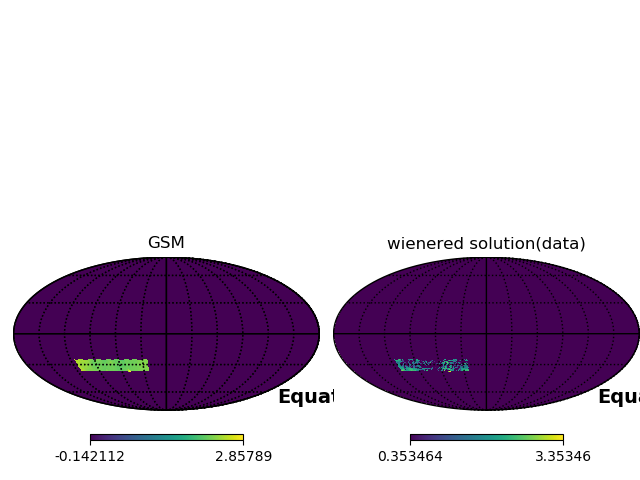 GSM
wienered solution(data)
Equat
Equa
-0.142112 2.85789
0.353464 3.35346